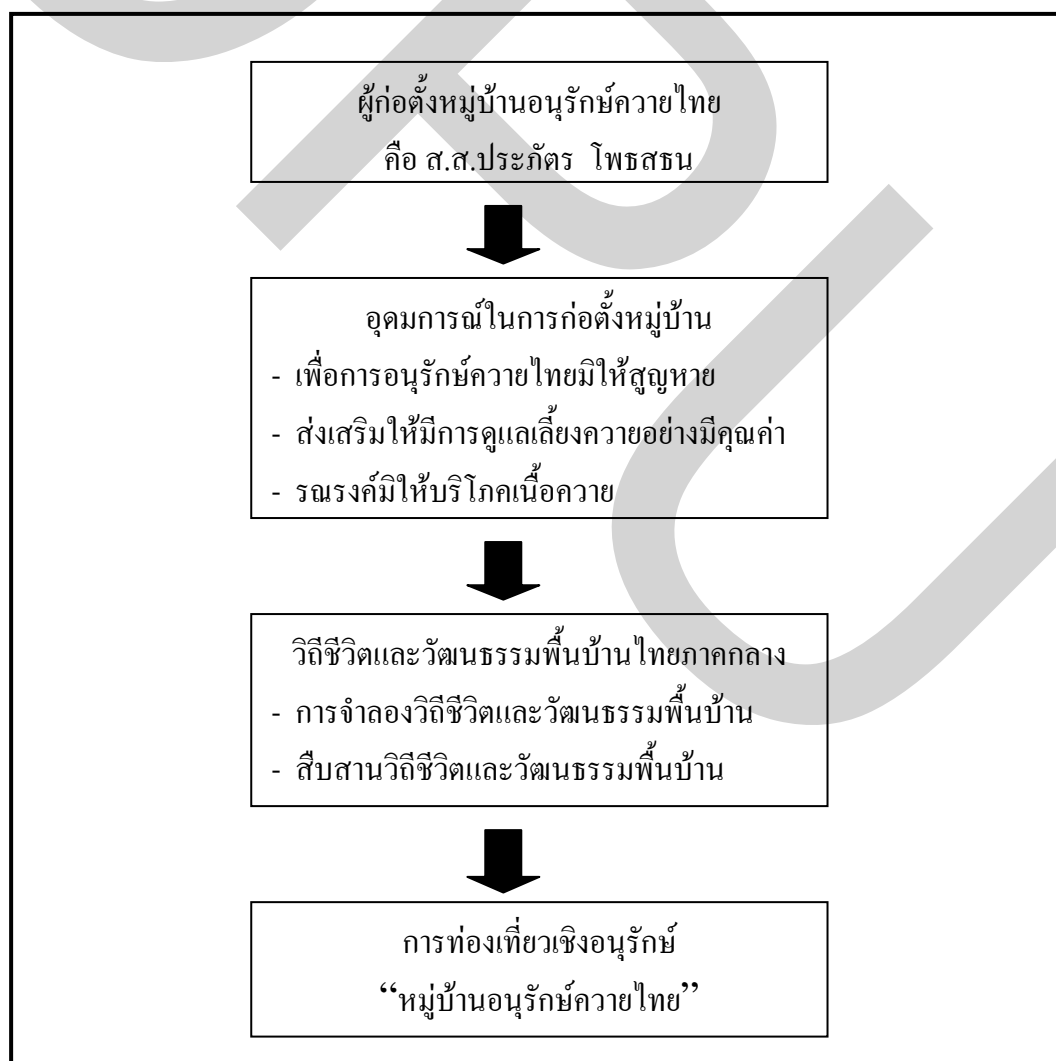 ผู้ก่อตั้งหมู่บ้านอนุรักษ์ควายไทย
คือ ส.ส.ประภัตร โพธสุธน
อุดมการณ์ในการก่อตั้งหมู่บ้าน
- เพื่อการอนุรักษ์ควายไทยมิให้สูญหาย
- ส่งเสริมให้มีการดูแลเลี้ยงควายอย่างมีคุณค่า
- รณรงค์มิให้บริโภคเนื้อควาย
วิถีชีวิตและวัฒนธรรมพื้นบ้านไทยภาคกลาง
- การจำลองวิถีชีวิตและวัฒนธรรมพื้นบ้าน
- สืบสานวิถีชีวิตและวัฒนธรรมพื้นบ้าน
การท่องเที่ยวเชิงอนุรักษ์
“หมู่บ้านอนุรักษ์ควายไทย”